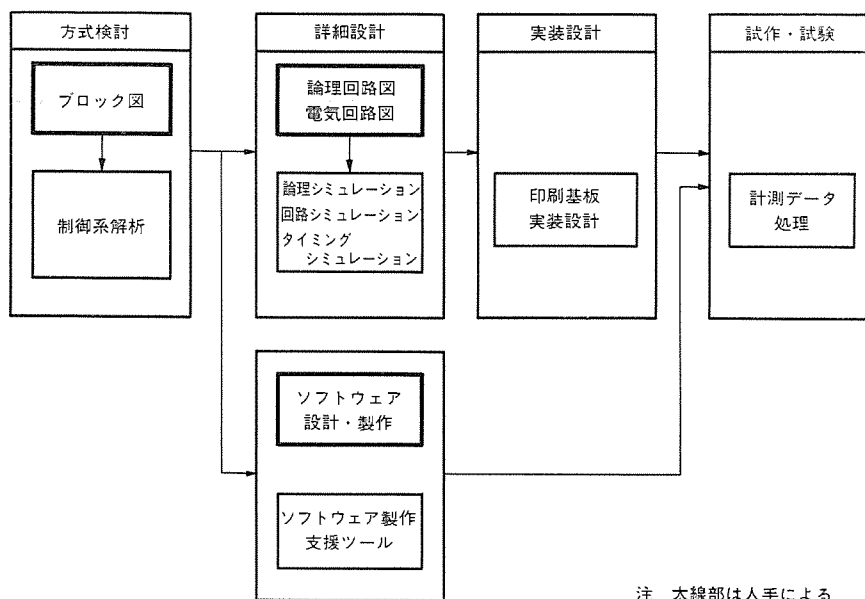 方式検討
ブロック図
制御系解析
詳細設計
論理回路図
電気回路図
論理シミュレーション
回路シミュレーション
タイミング
シミュレーション
実装設計
印刷基板
実装設計
試作・試験
計測データ
処理
ソフトウェア
設計・製作
ソフトウェア製作
支援ツール
注 太線部は人手による